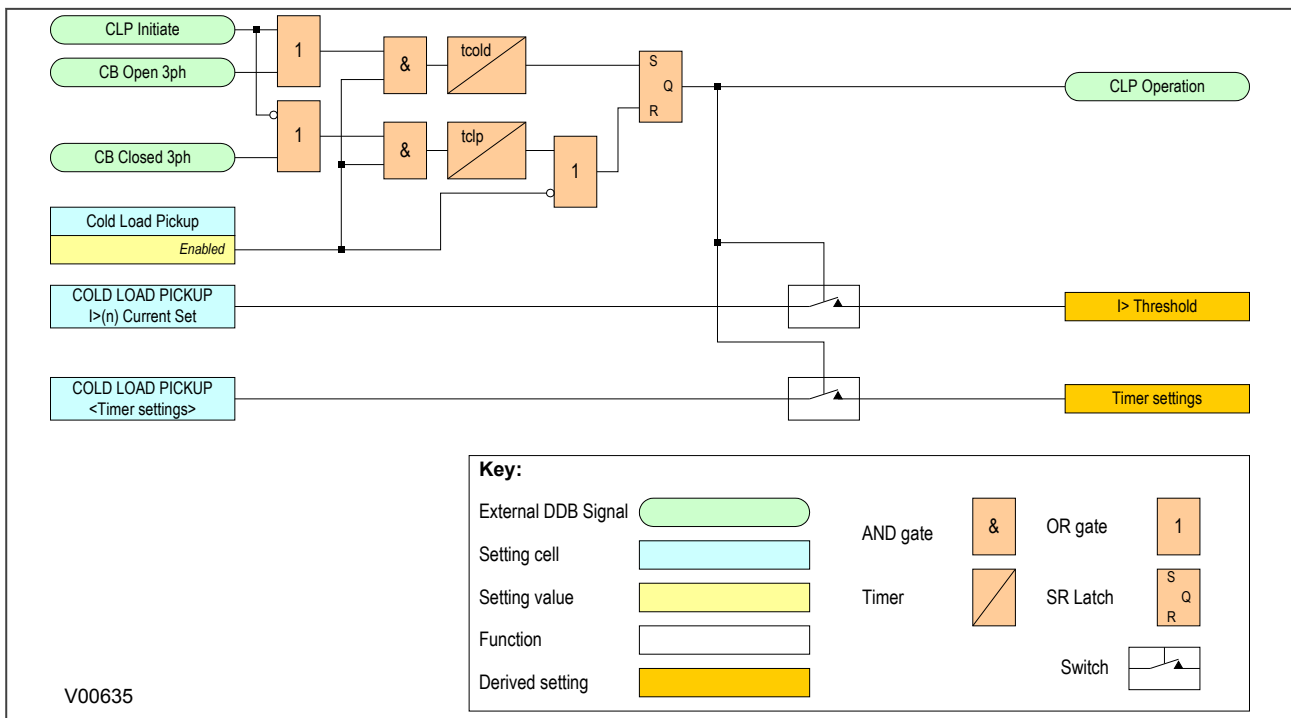 CLP Initiate
1
tcold
S
&
Q
CB Open 3ph
CLP Operation
R
1
tclp
&
1
CB Closed 3ph
Cold Load Pickup
Enabled
COLD LOAD PICKUP
I>(n) Current Set
I> Threshold
COLD LOAD PICKUP
<Timer settings>
Timer settings
Key:
External DDB Signal
AND gate
&
OR gate
1
Setting cell
Setting value
Timer
SR Latch
S
Q
R
Function
Switch
Derived setting
V00635